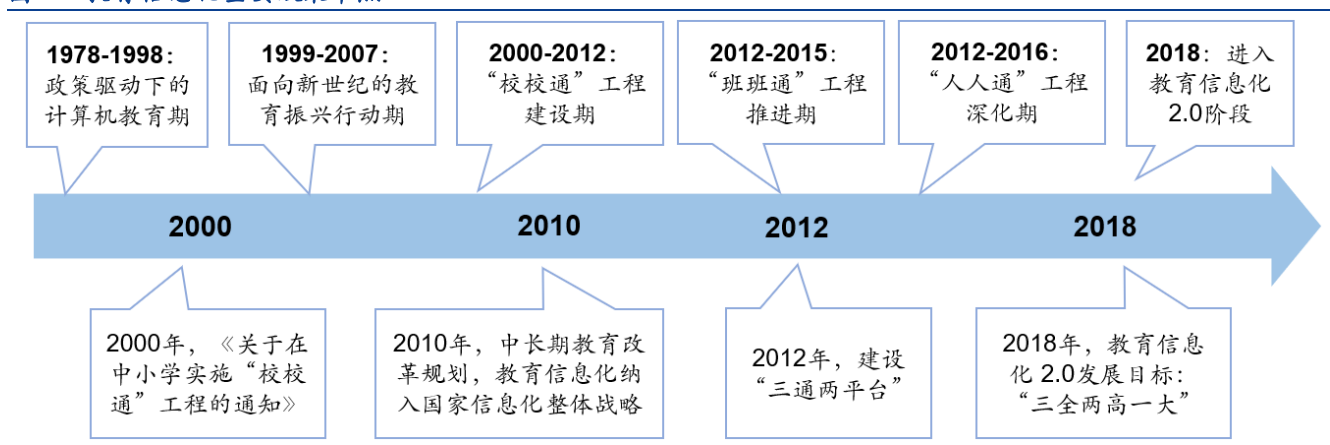 1978-1998：
政策驱动下的
计算机教育期
1999-2007：
面向新世纪的教
育振兴行动期
2000-2012：
“校校通”工程
建设期
2012-2015：
“班班通”工程
推进期
2012-2016：
“人人通”工程
深化期
2018：进入
教育信息化
2.0阶段
2000
2010
2012
2018
2000年，《关于在
中小学实施“校校
通”工程的通知》
2010年，中长期教育改
革规划，教育信息化纳
入国家信息化整体战略
2012年，建设
“三通两平台”
2018年，教育信息
化 2.0发展目标：
“三全两高一大”